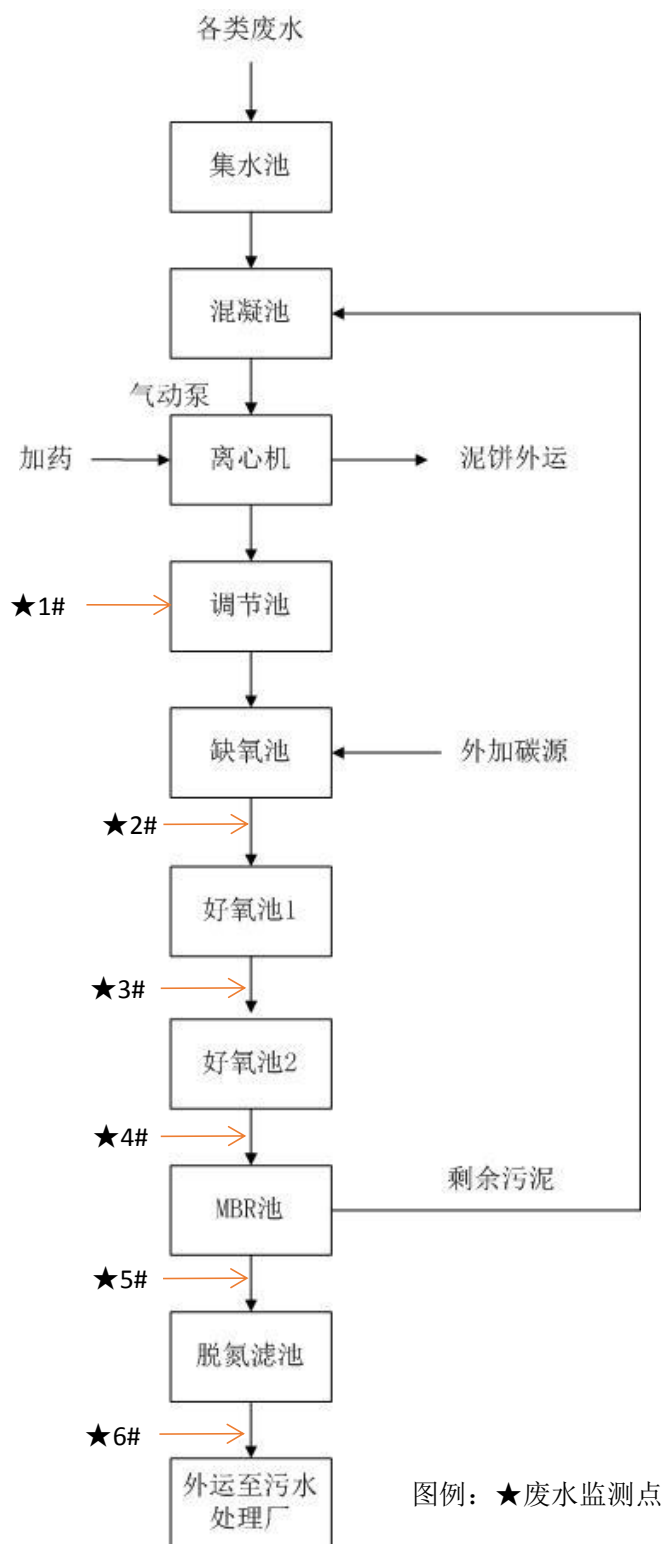 各类废水
集水池
混凝池
气动泵
加药
离心机
泥饼外运
★1#
调节池
缺氧池
外加碳源
★2#
好氧池1
★3#
好氧池2
★4#
剩余污泥
MBR池
★5#
脱氮滤池
★6#
外运至污水
处理厂
图例：★废水监测点